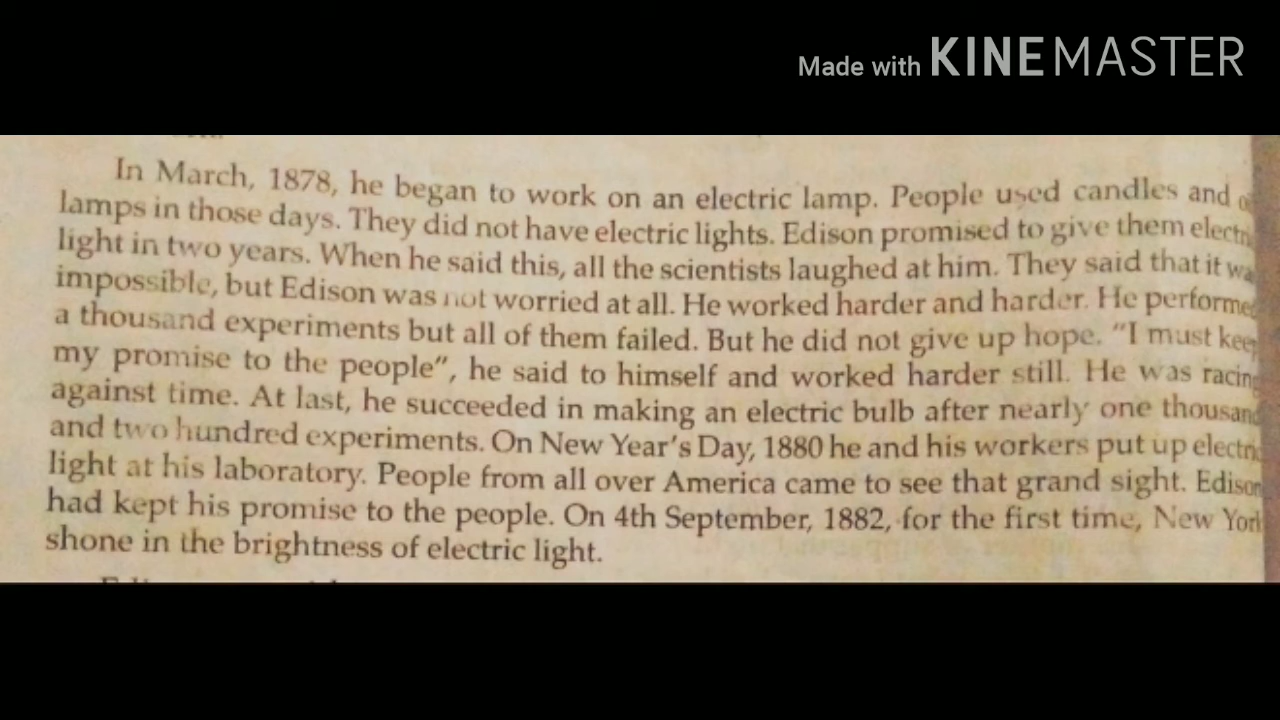 Made with KINEMASTER
In March, 1878, he began to work on an electric lamp. People used candles and
lamps in those days. They did not have electric lights. Edison promised to give them
light in two years. When he said this, all the scientists laughed at him. They said that it
impossible, but Edison was not worried at all. He worked harder and harder. He
a thousand experiments but all of them failed. But he did not give up hope. "I must
my promise to the people", he said to himself and worked harder still. He was
against time. At last, he succeeded in making an electric bulb after nearly one
and two hundred experiments. On New Year's Day, 1880 he and his workers put up
light at his laboratory. People from all over America came to see that grand sight. Edison
had kept his promise to the people. On 4th September, 1882, for the first time, New York
shone in the brightness of electric light.